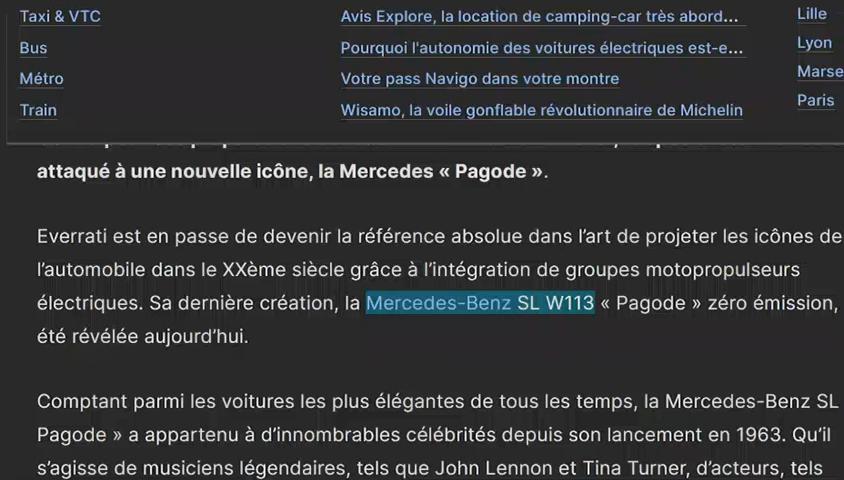 Taxi & VTC
Bus
Métro
Train
Avis Explore, la location de camping-car très abord...
Pourquoi l'autonomie des voitures électriques est-e...
Votre pass Navigo dans votre montre
Wisamo, la voile gonflable révolutionnaire de Michelin
Lille
Lyon
Marse
Paris
attaqué à une nouvelle icône, la Mercedes « Pagode ».
Everrati est en passe de devenir la référence absolue dans l'art de projeter les icônes de
l'automobile dans le XXème siècle grâce à l'intégration de groupes motopropulseurs
électriques. Sa dernière création, la Mercedes-Benz SL W113 « Pagode » zéro émission,
été révélée aujourd'hui.
Comptant parmi les voitures les plus élégantes de tous les temps, la Mercedes-Benz SL
Pagode » a appartenu à d'innombrables célébrités depuis son lancement en 1963. Qu'il
s'agisse de musiciens légendaires, tels que John Lennon et Tina Turner, d'acteurs, tels